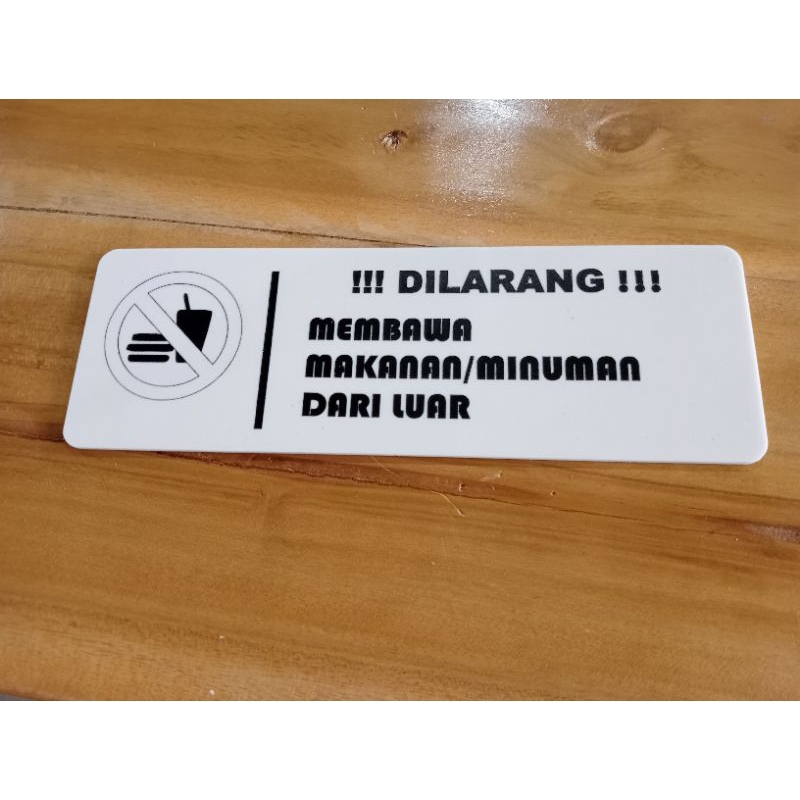 !!! DILARANG !!!
MEMBAWA
MAKANAN/MINUMAN
DARI LUAR